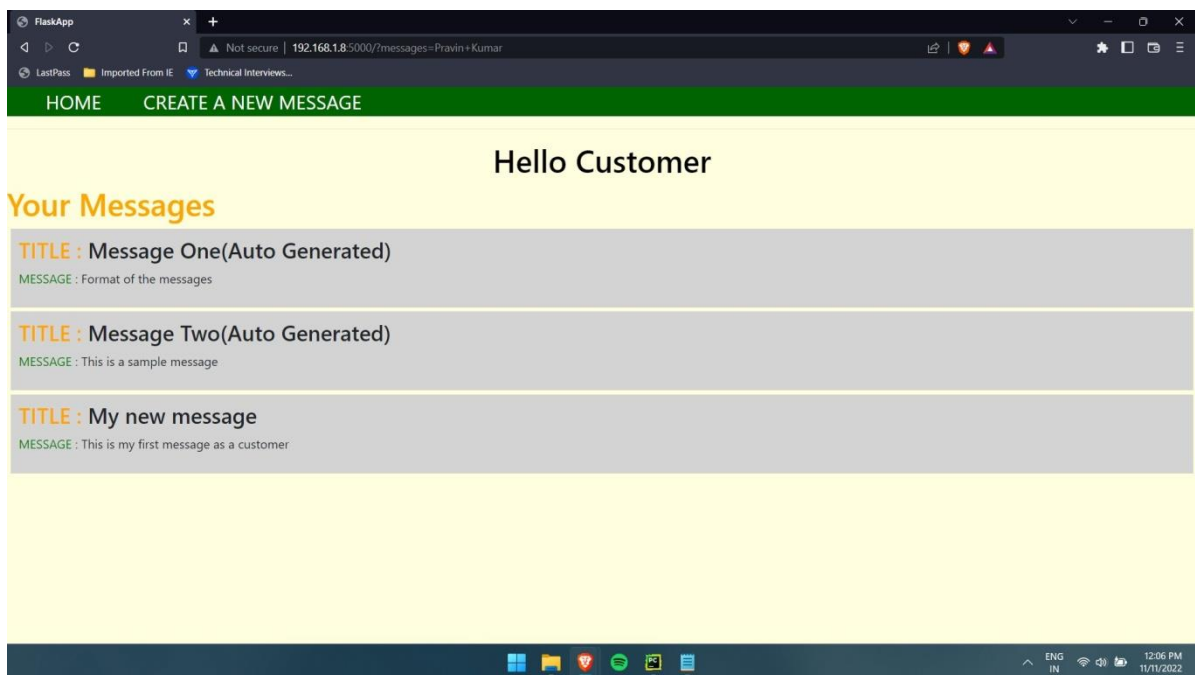 FlaskApp
Not secure | 192.168.1.8:5000/?messages=Pravin+Kumar
LastPass Imported From IE Technical Interviews...
HOME CREATE A NEW MESSAGE
Hello Customer
Your Messages
TITLE : Message One(Auto Generated)
MESSAGE : Format of the messages
TITLE : Message Two(Auto Generated)
MESSAGE : This is a sample message
TITLE : My new message
MESSAGE : This is my first message as a customer
PC
ENG
IN
12:06 PM
11/11/2022